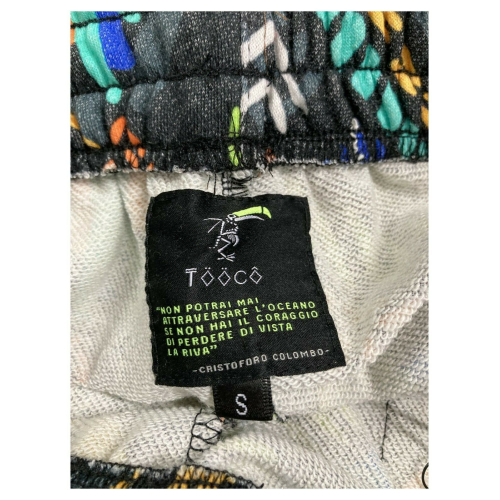 TÖÖCÔ
"NON POTRAI MAI
ATTRAVERSARE L'OCEANO
SE NON HAI IL CORAGGIO
DI PERDERE DI VISTA
LA RIVA"
-CRISTOFORO COLOMBO-
S